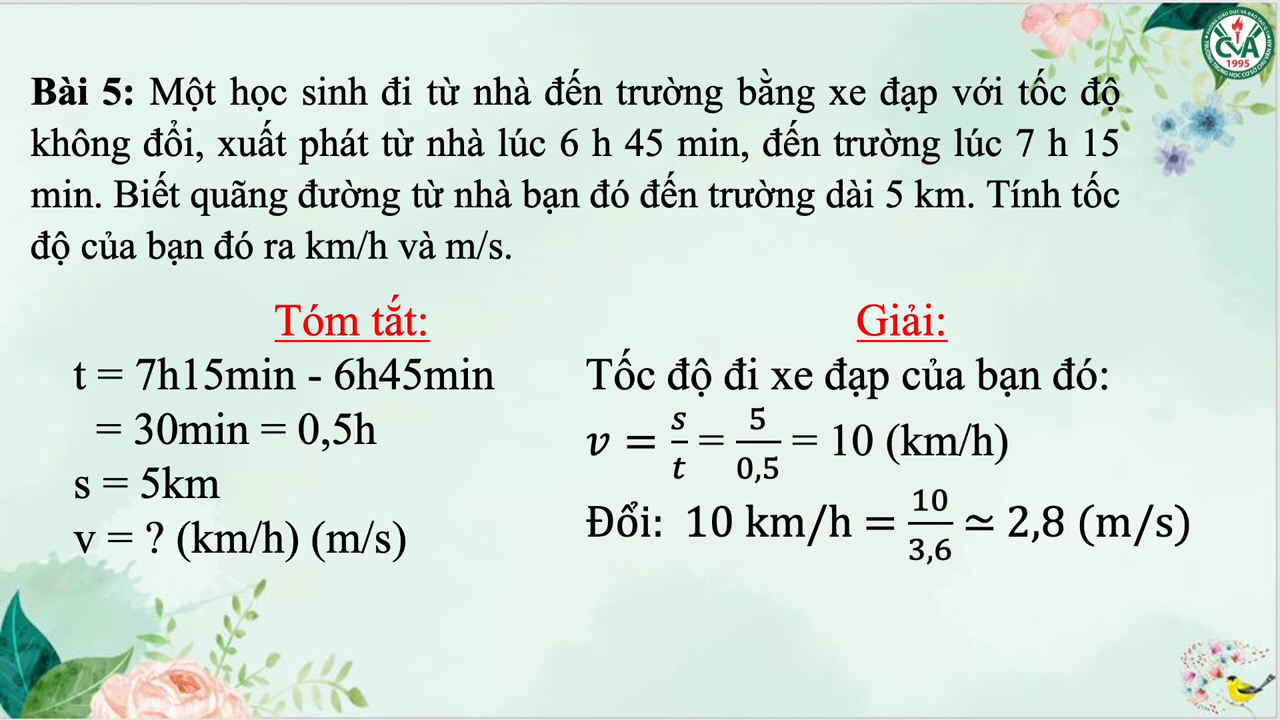 Bài 5: Một học sinh đi từ nhà đến trường bằng xe đạp với tốc độ
không đổi, xuất phát từ nhà lúc 6 h 45 min, đến trường lúc 7 h 15
min. Biết quãng đường từ nhà bạn đó đến trường dài 5 km. Tính tốc
độ của bạn đó ra km/h và m/s.
Tóm tắt:
t = 7h15min - 6h45min
= 30min = 0,5h
s = 5km
v = ? (km/h) (m/s)
Giải:
Tốc độ đi xe đạp của bạn đó:
v = s/t = 5/0,5 = 10 (km/h)
Đổi: 10 km/h = 10/3,6 ≃ 2,8 (m/s)
CVA
1995